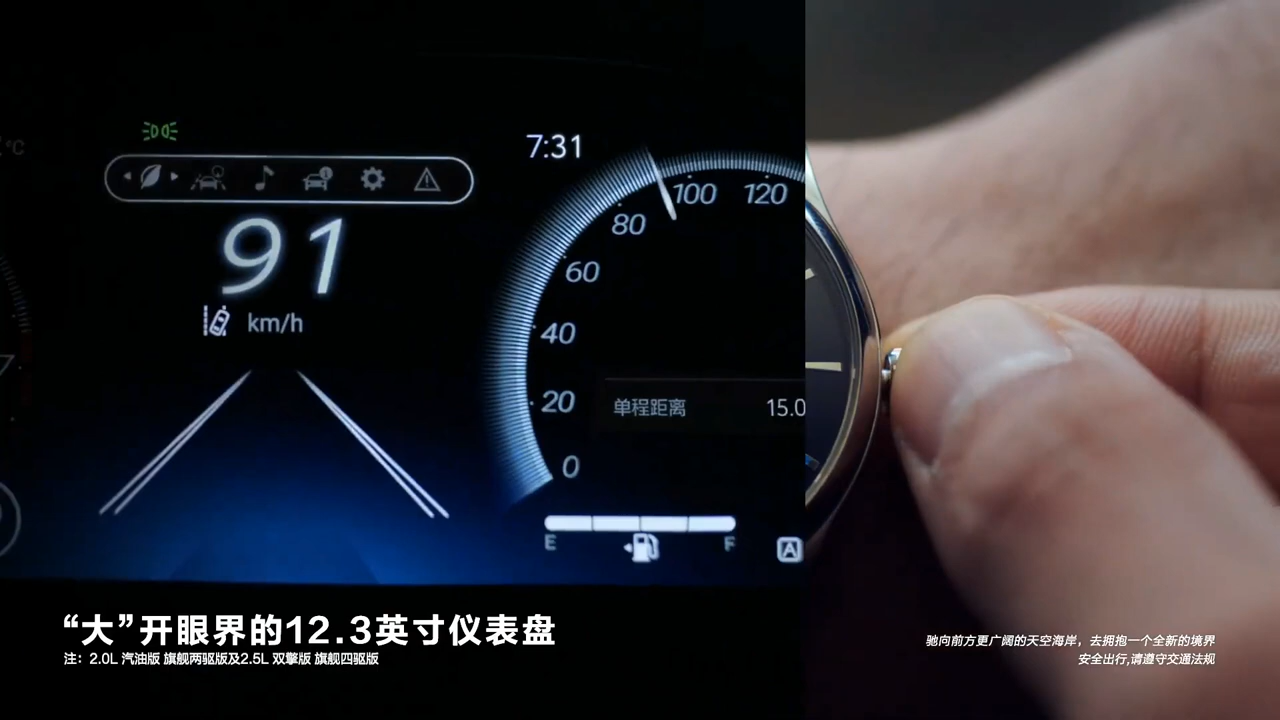 °C
7:31
91
km/h
100
120
80
60
40
20
0
单程距离 15.0
E F
A
“大”开眼界的12.3英寸仪表盘
注：2.0L 汽油版 旗舰两驱版及2.5L 双擎版 旗舰四驱版
驰向前方更广阔的天空海岸，去拥抱一个全新的境界
安全出行,请遵守交通法规